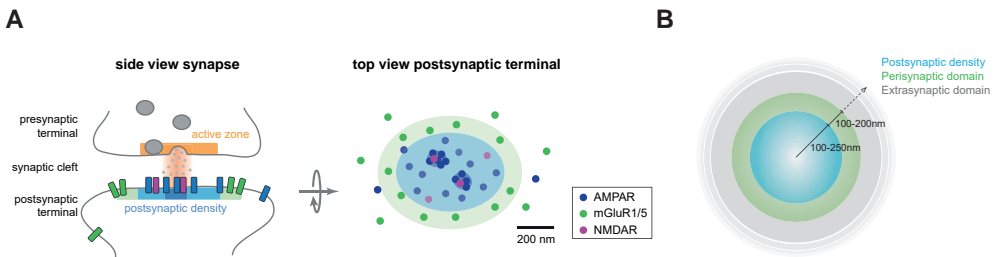 A
side view synapse
presynaptic
terminal
active zone
synaptic cleft
postsynaptic
terminal
postsynaptic density
top view postsynaptic terminal
AMPAR
mGluR1/5
NMDAR
200 nm
B
Postsynaptic density
Perisynaptic domain
Extrasynaptic domain
100-200nm
100-250nm